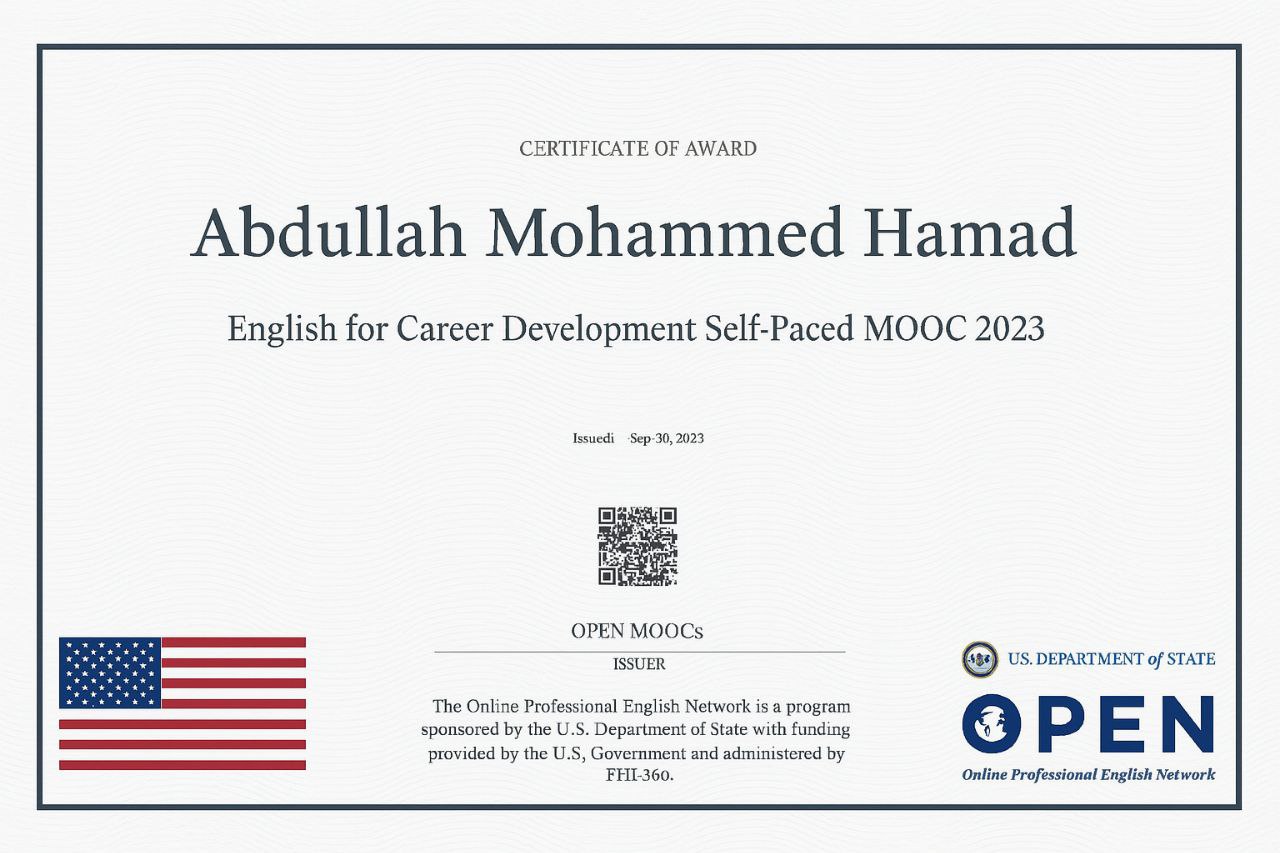 CERTIFICATE OF AWARD
Abdullah Mohammed Hamad
English for Career Development Self-Paced MOOC 2023
Issuedi ·Sep-30, 2023
OPEN MOOCs
ISSUER
The Online Professional English Network is a program
sponsored by the U.S. Department of State with funding
provided by the U.S, Government and administered by
FHI-360.
U.S. DEPARTMENT of STATE
OPEN
Online Professional English Network